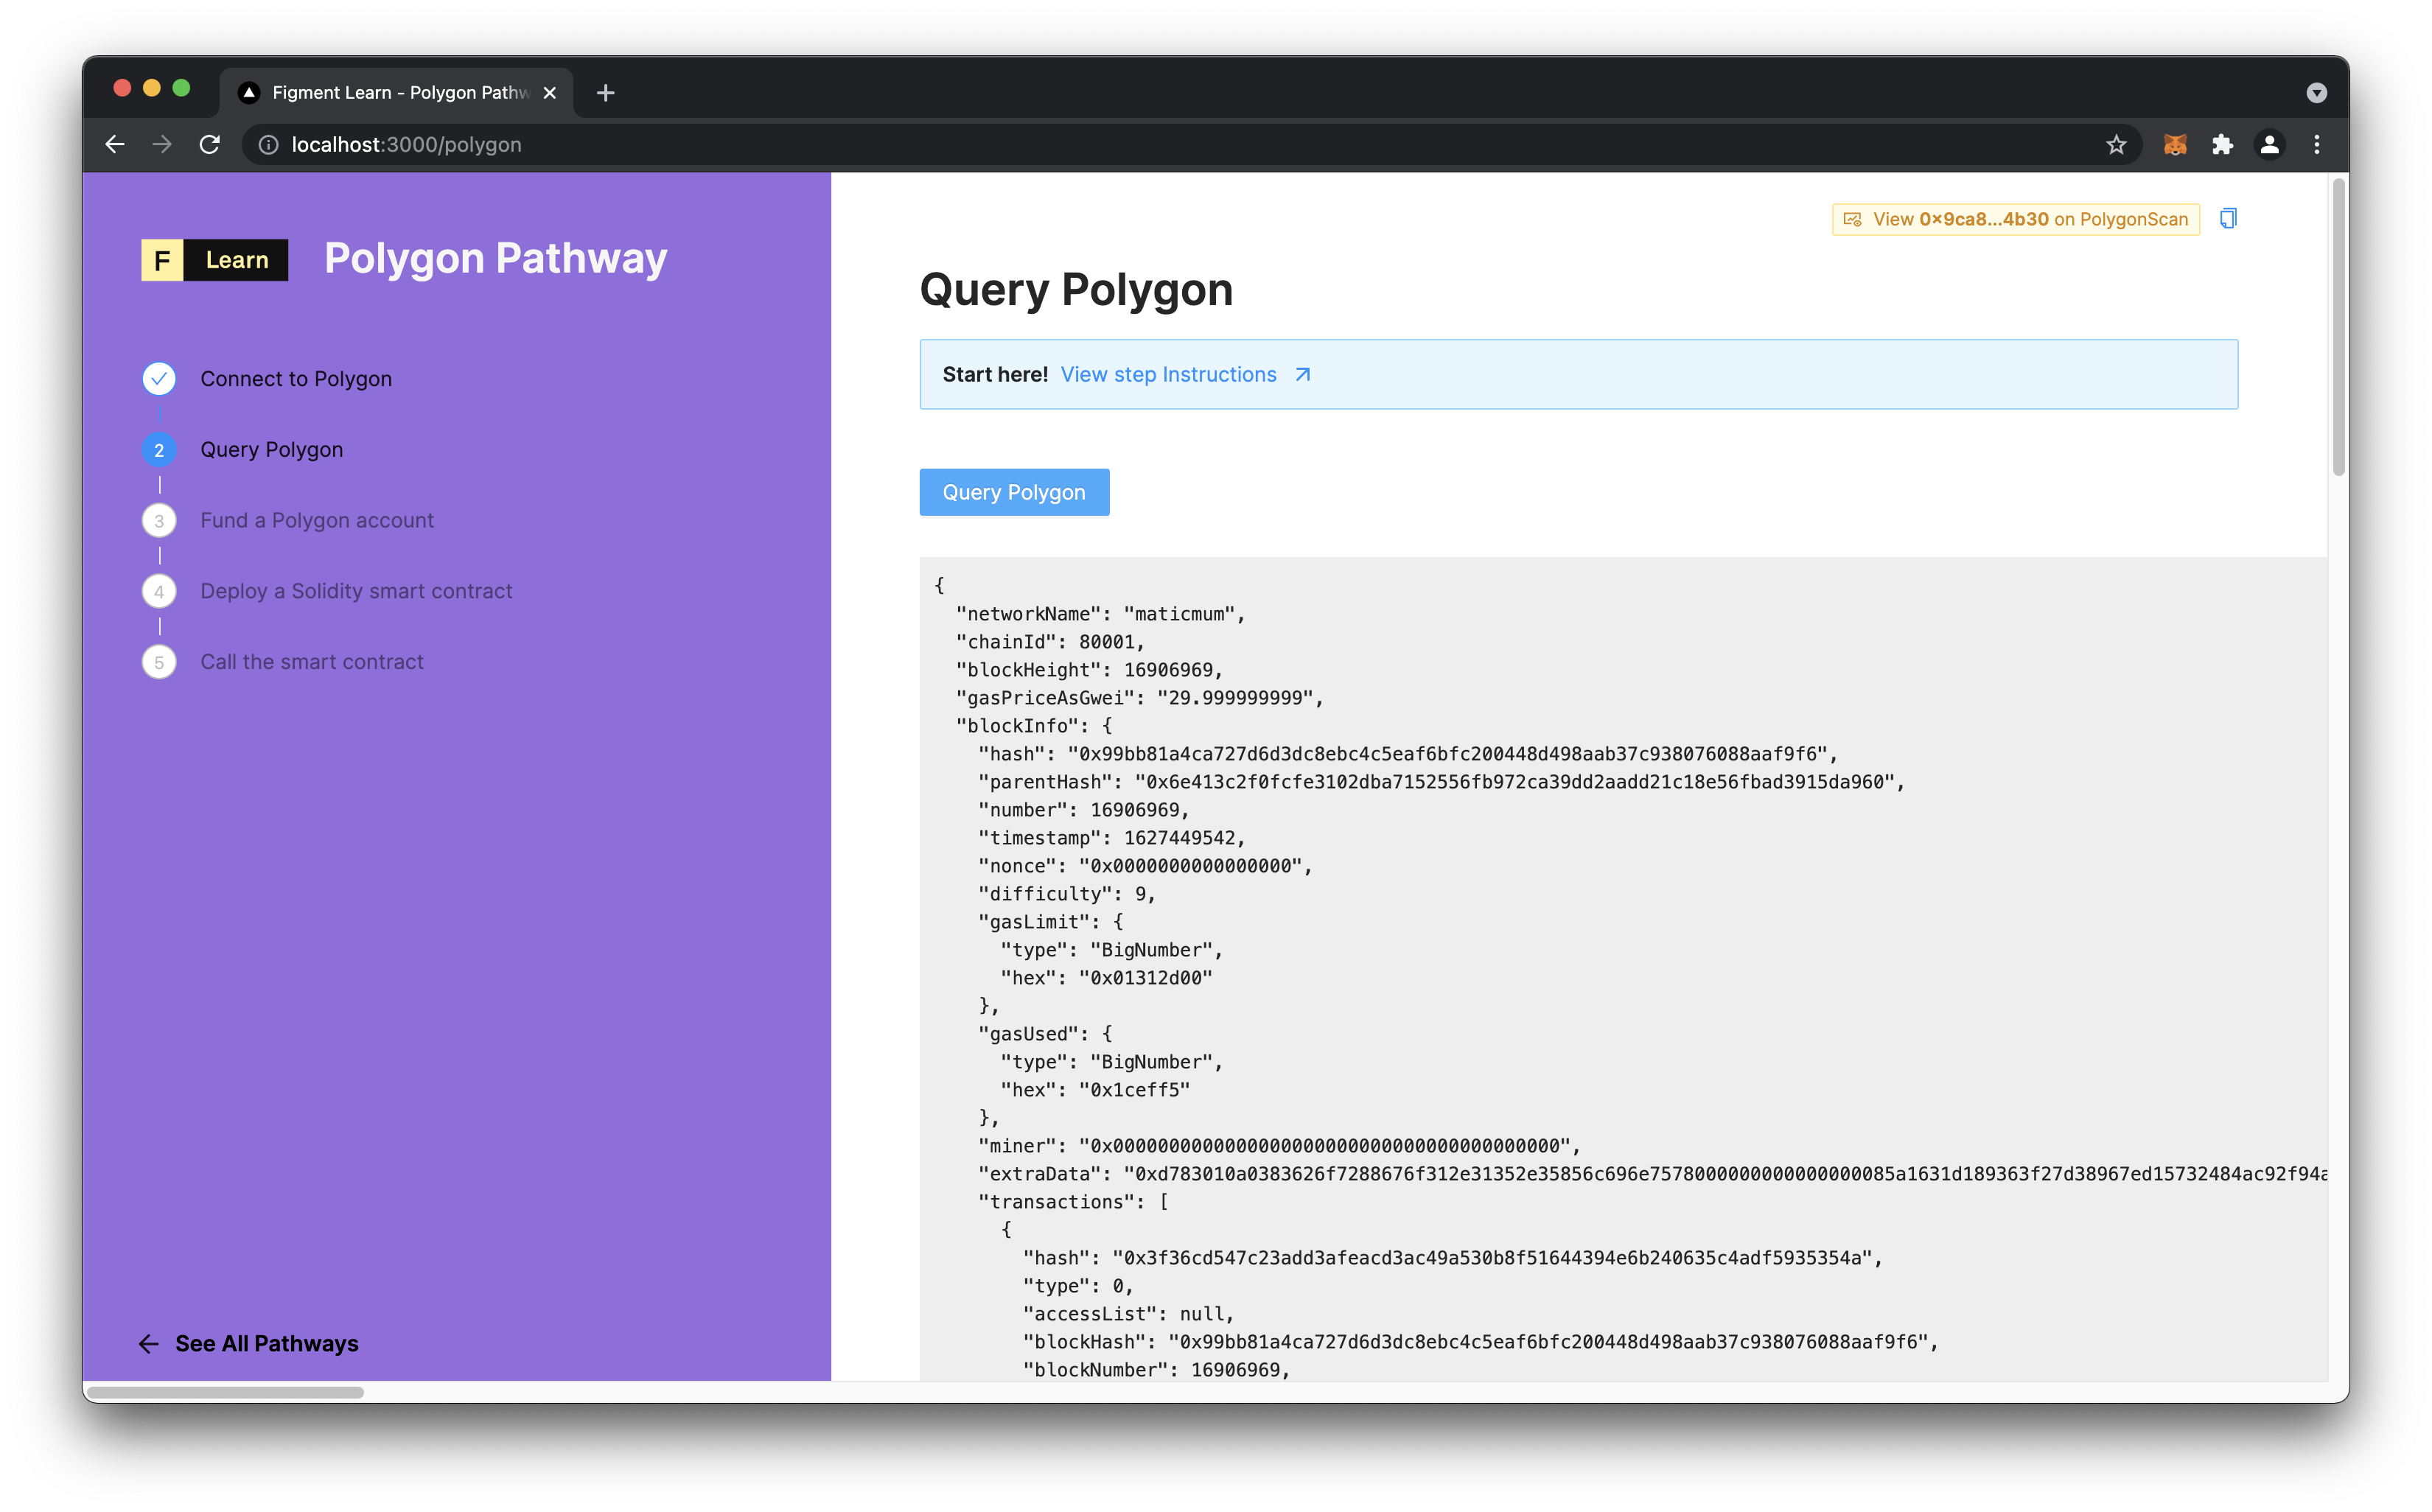 Figment Learn - Polygon Pathw
localhost:3000/polygon
F Learn
Polygon Pathway
Connect to Polygon
2 Query Polygon
3 Fund a Polygon account
4 Deploy a Solidity smart contract
5 Call the smart contract
See All Pathways
View 0x9ca8...4b30 on PolygonScan
Query Polygon
Start here! View step Instructions
Query Polygon
{
"networkName": "maticmum",
"chainId": 80001,
"blockHeight": 16906969,
"gasPriceAsGwei": "29.999999999",
"blockInfo": {
"hash": "0x99bb81a4ca727d6d3dc8ebc4c5eaf6bfc200448d498aab37c938076088aaf9f6",
"parentHash": "0x6e413c2f0fcfe3102dba7152556fb972ca39dd2aadd21c18e56fbad3915da960",
"number": 16906969,
"timestamp": 1627449542,
"nonce": "0x0000000000000000",
"difficulty": 9,
"gasLimit": {
"type": "BigNumber",
"hex": "0x01312d00"
},
"gasUsed": {
"type": "BigNumber",
"hex": "0x1ceff5"
},
"miner": "0x0000000000000000000000000000000000000000",
"extraData": "0xd783010a0383626f7288676f312e31352e35856c696e75780000000000000000085a1631d189363f27d38967ed15732484ac92f94a
"transactions": [
{
"hash": "0x3f36cd547c23add3afeacd3ac49a530b8f51644394e6b240635c4adf5935354a",
"type": 0,
"accessList": null,
"blockHash": "0x99bb81a4ca727d6d3dc8ebc4c5eaf6bfc200448d498aab37c938076088aaf9f6",
"blockNumber": 16906969,